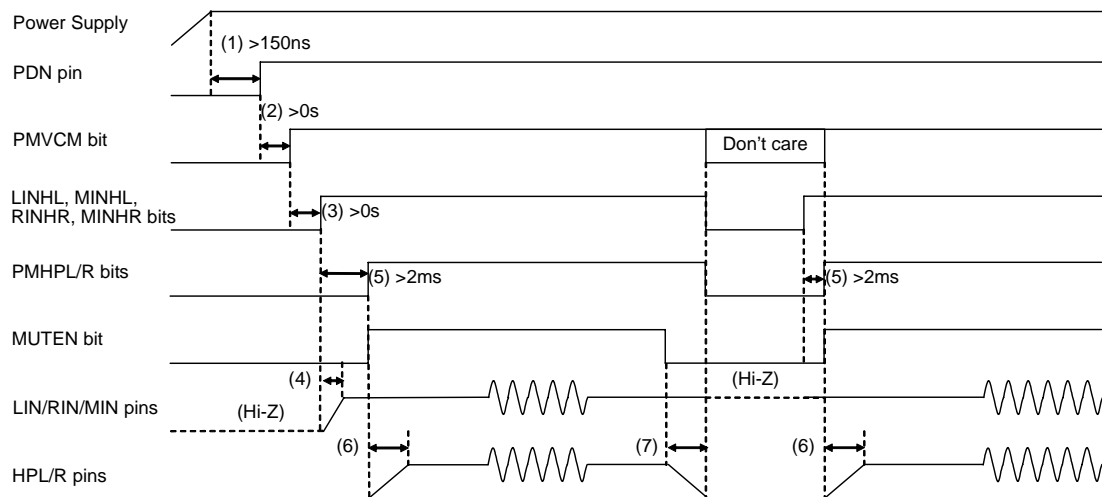 Power Supply
(1) >150ns
PDN pin
(2) >0s
PMVCM bit
Don't care
LINHL, MINHL,
RINHR, MINHR bits
(3) >0s
PMHPL/R bits
(5) >2ms
(5) >2ms
MUTEN bit
(4)
(Hi-Z)
LIN/RIN/MIN pins
(Hi-Z)
(6)
(7)
(6)
HPL/R pins